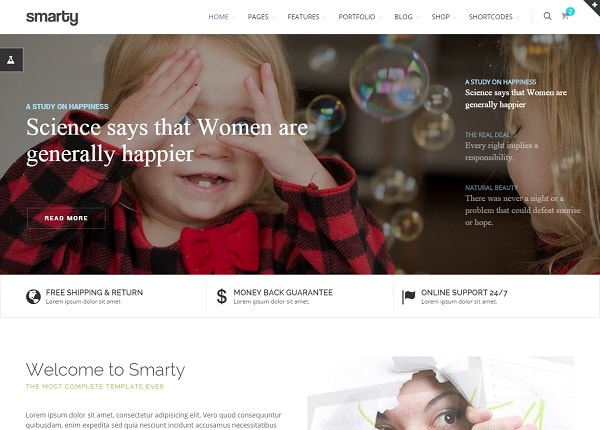 smarty
HOME PAGES FEATURES PORTFOLIO BLOG SHOP SHORTCODES
2
A STUDY ON HAPPINESS
Science says that Women are
generally happier
READ MORE
A STUDY ON HAPPINESS
Science says that Women are
generally happier
THE REAL DEAL
Every right implies a
responsibility.
NATURAL BEAUTY
There was never a night or a
problem that could defeat sunrise
or hope.
FREE SHIPPING & RETURN
Lorem ipsum dolor sit amet
$ MONEY BACK GUARANTEE
Lorem ipsum dolor sit amet
ONLINE SUPPORT 24/7
Lorem ipsum dolor sit amet.
Welcome to Smarty
THE MOST COMPLETE TEMPLATE EVER
Lorem ipsum dolor sit amet, consectetur adipisicing elit. Vero quod consequuntur
quibusdam, enim expedita sed quia nesciunt incidunt accusamus necessitatibus